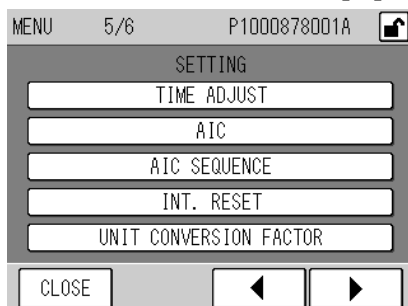 MENU 5/6 P1000878001A
SETTING
TIME ADJUST
AIC
AIC SEQUENCE
INT. RESET
UNIT CONVERSION FACTOR
CLOSE